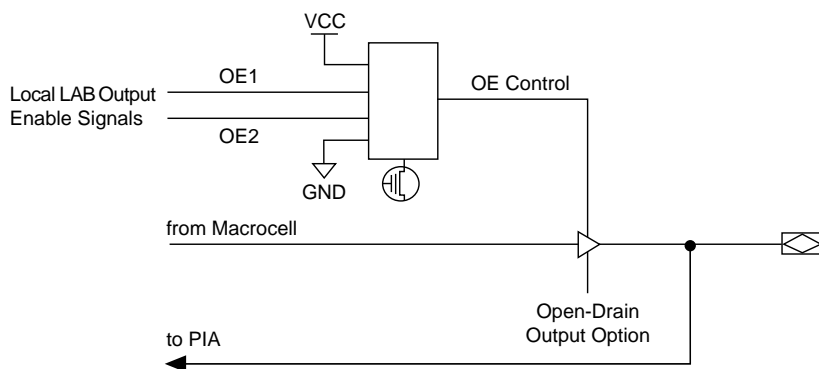 VCC
OE1
OE Control
Local LAB Output
Enable Signals
OE2
GND
from Macrocell
Open-Drain
Output Option
to PIA